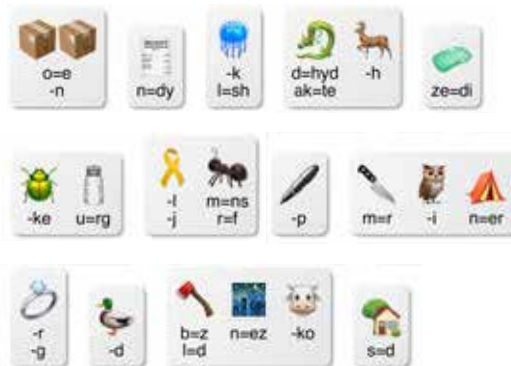 o=e
-n
n=dy
-k
l=sh
d=hyd -h
ak=te
ze=di
-ke u=rg
-l m=ns
-j r=f
-p
m=r -i n=er
-r
-g
-d
b=z n=ez -ko
l=d
s=d